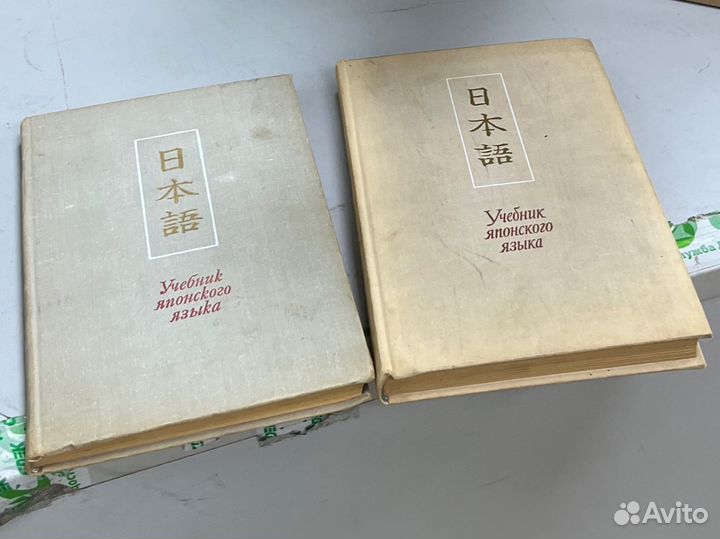 日本語
Учебник
японского
языка
日本語
Учебник
японского
языка
Avito